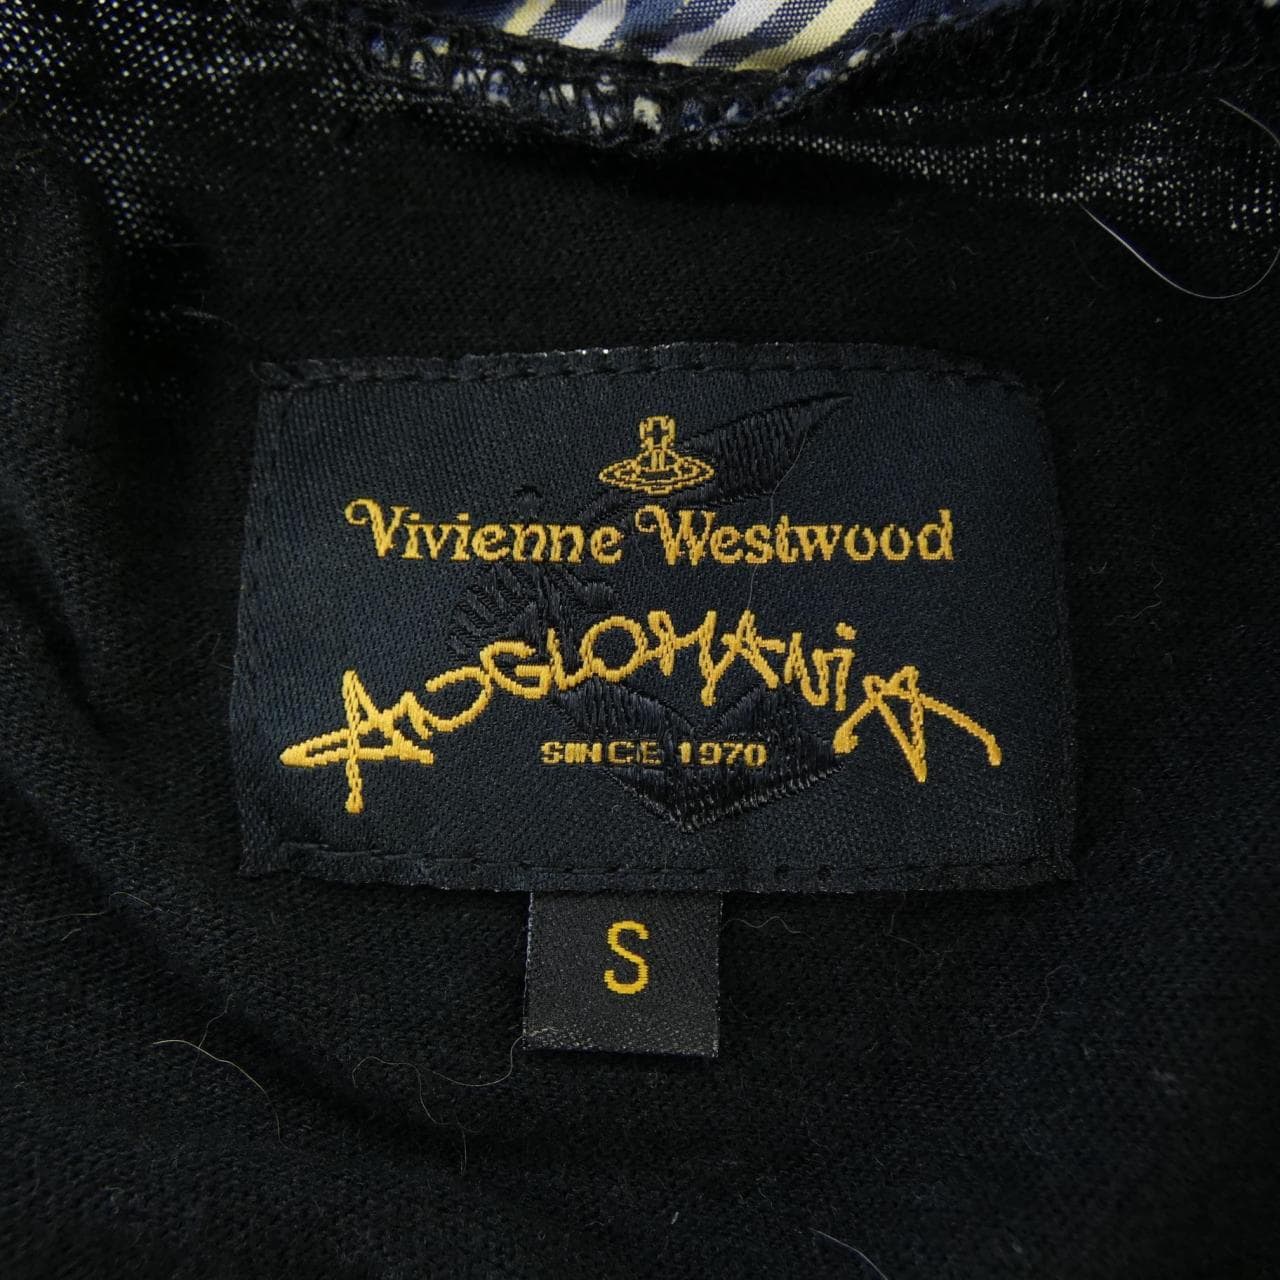 Vivienne Westwood
ANGLOMANiA
SINCE 1970
S